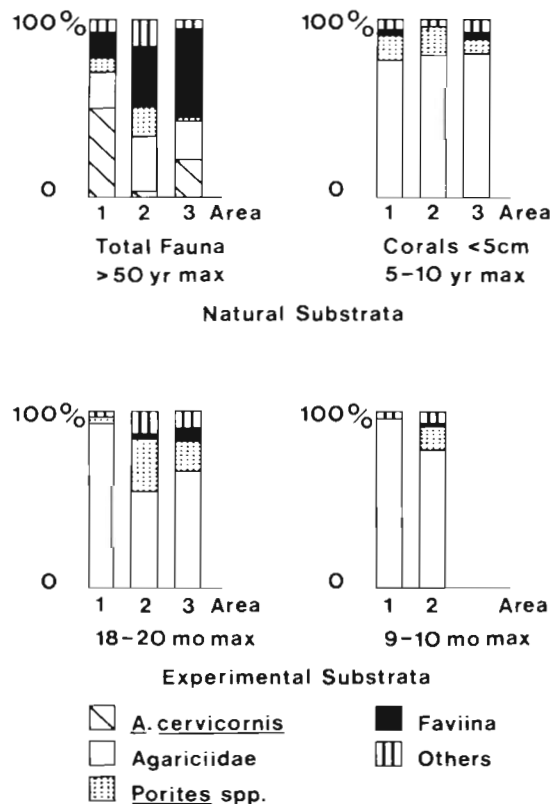 100%
0
1 2 3 Area
Total Fauna
> 50 yr max
100%
0
1 2 3 Area
Corals <5cm
5-10 yr max
Natural Substrata
100%
0
1 2 3 Area
18-20 mo max
100%
0
1 2 Area
9-10 mo max
Experimental Substrata
A. cervicornis
Agariciidae
Porites spp.
Faviina
Others